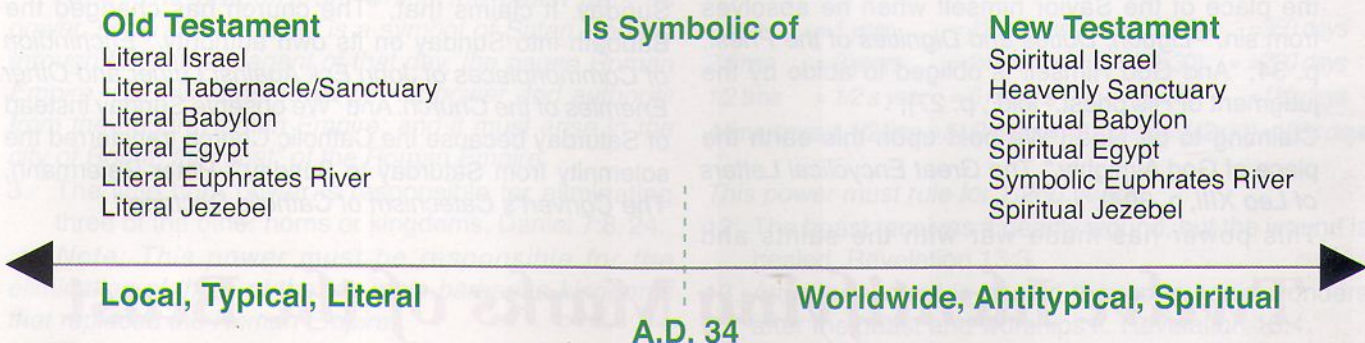 Old Testament Is Symbolic of New Testament
Literal Israel Spiritual Israel
Literal Tabernacle/Sanctuary Heavenly Sanctuary
Literal Babylon Spiritual Babylon
Literal Egypt Spiritual Egypt
Literal Euphrates River Symbolic Euphrates River
Literal Jezebel Spiritual Jezebel
Local, Typical, Literal Worldwide, Antitypical, Spiritual
A.D. 34